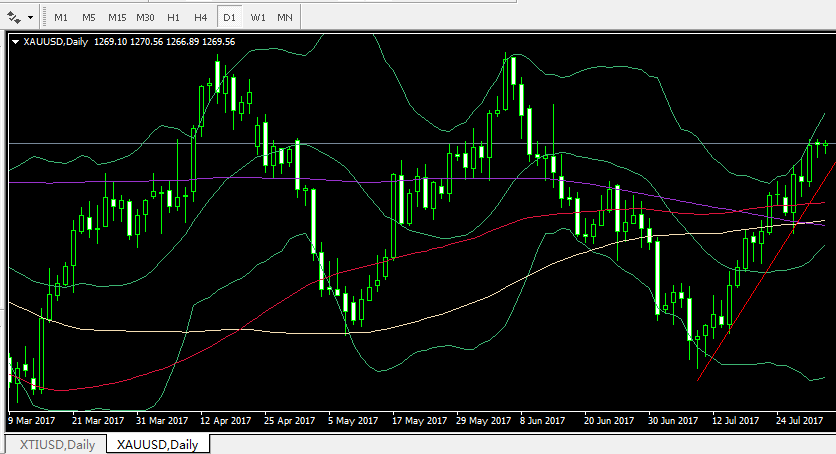 M1 M5 M15 M30 H1 H4 D1 W1 MN
XAUUSD,Daily 1269.10 1270.56 1266.89 1269.56
9 Mar 2017 21 Mar 2017 31 Mar 2017 12 Apr 2017 25 Apr 2017 5 May 2017 17 May 2017 29 May 2017 8 Jun 2017 20 Jun 2017 30 Jun 2017 12 Jul 2017 24 Jul 2017
XTIUSD,Daily XAUUSD,Daily